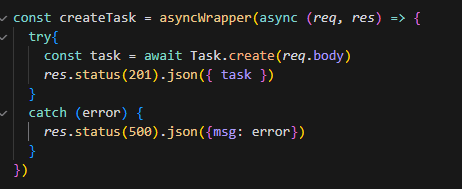 const createTask = asyncWrapper(async (req, res) => {
  try{
    const task = await Task.create(req.body)
    res.status(201).json({ task })
  }
  catch (error) {
    res.status(500).json({msg: error})
  }
})